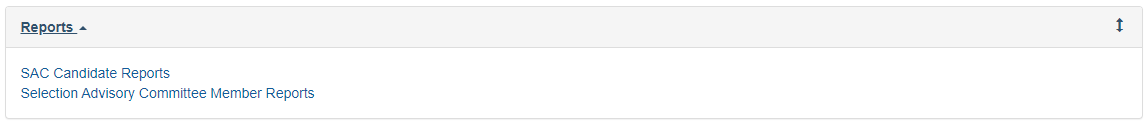 Reports
SAC Candidate Reports
Selection Advisory Committee Member Reports